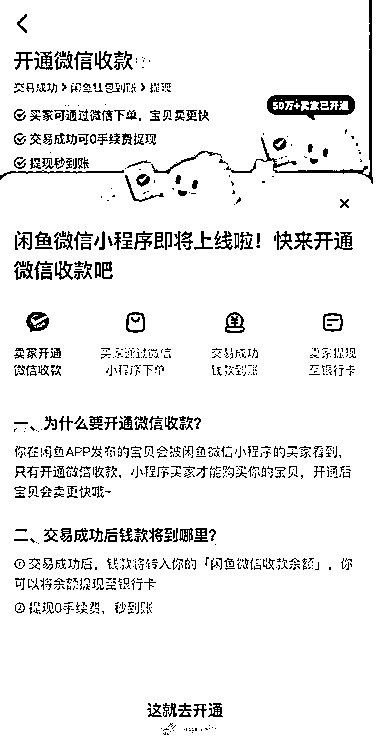 开通微信收款
交易成功 > 闲鱼钱包到账 > 提现
50万+卖家已开通
买家可通过微信下单，宝贝卖更快
交易成功可0手续费提现
提现秒到账
闲鱼微信小程序即将上线啦！快来开通
微信收款吧
卖家开通
微信收款
买家通过微信
小程序下单
交易成功
钱款到账
卖家提现
至银行卡
一、为什么要开通微信收款？
你在闲鱼APP发布的宝贝会被闲鱼微信小程序的买家看到，
只有开通微信收款，小程序买家才能购买你的宝贝，开通后
宝贝会卖更快哦~
二、交易成功后钱款将到哪里？
① 交易成功后，钱款将转入你的「闲鱼微信收款余额」，你
可以将余额提现至银行卡
② 提现0手续费，秒到账
这就去开通